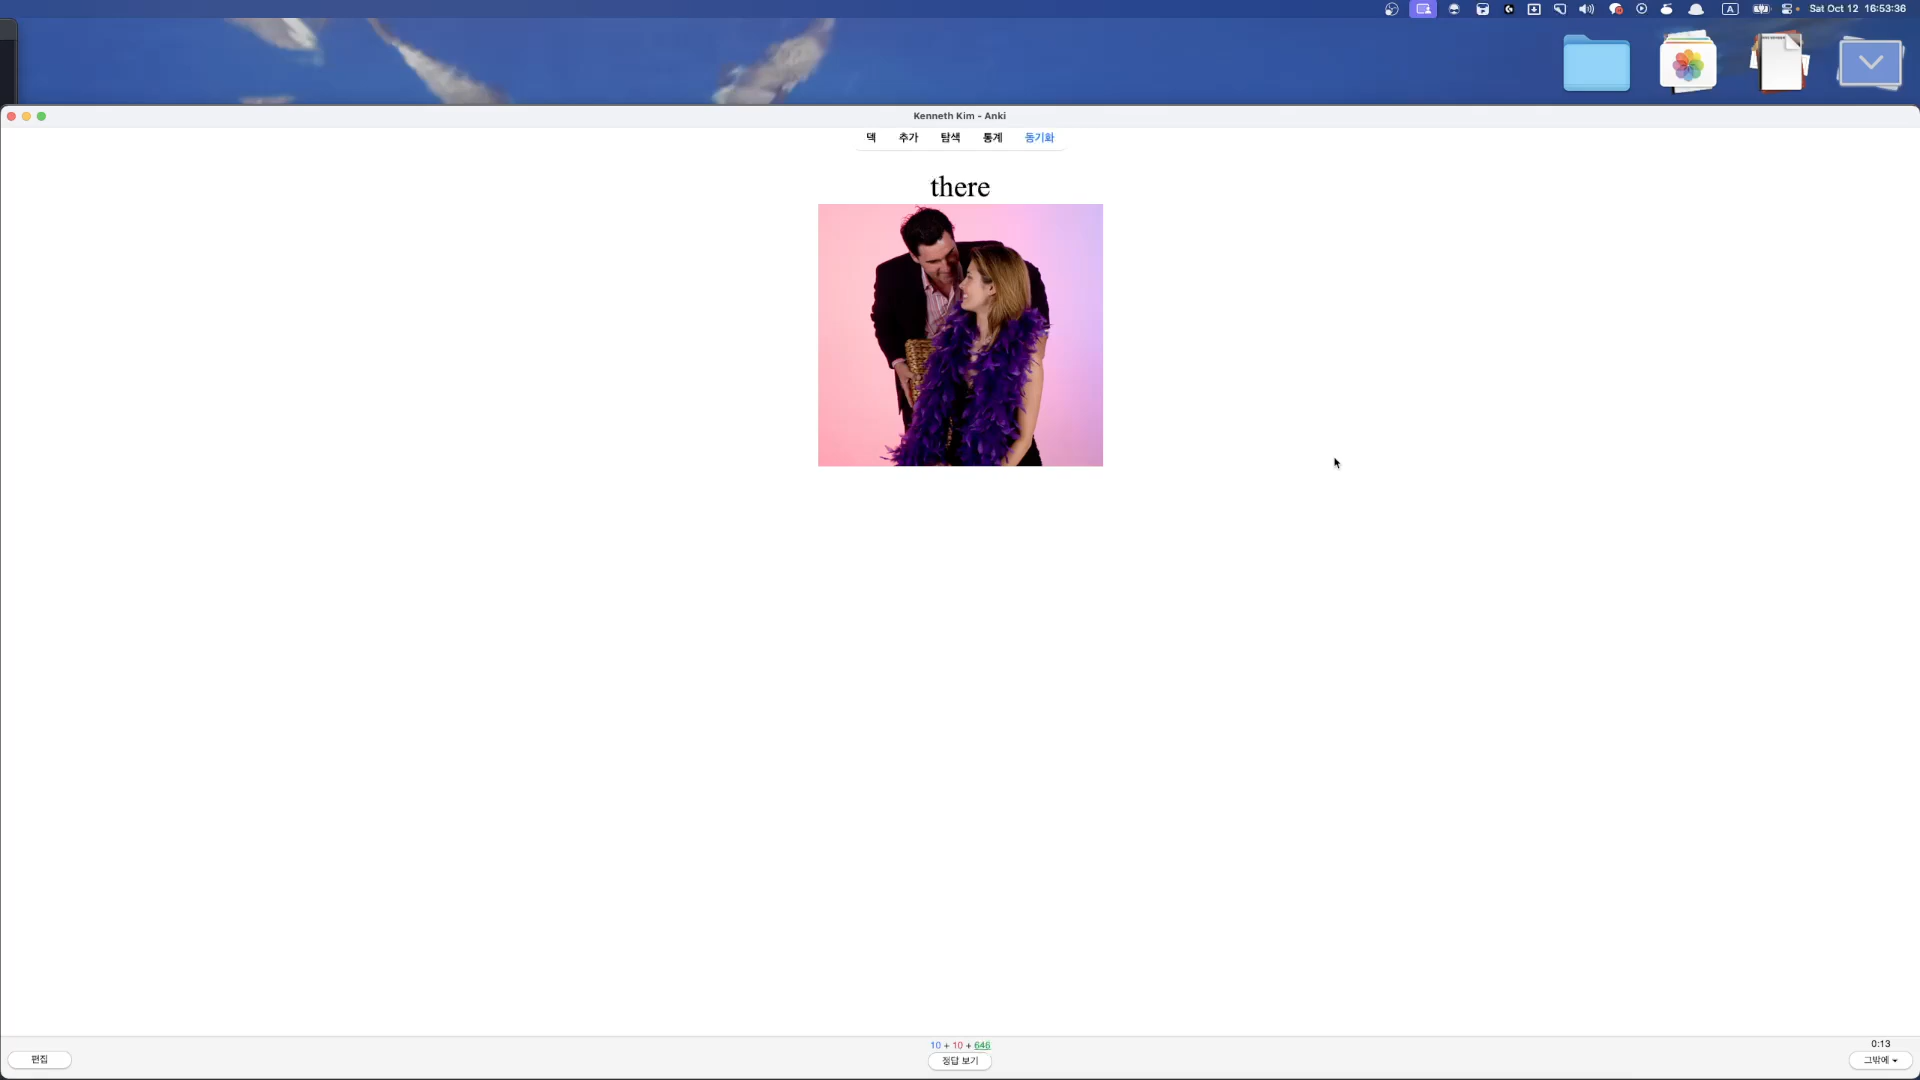 A
Sat Oct 12 16:53:36
Kenneth Kim - Anki
덱 추가 탐색 통계 동기화
there
10 + 10 + 646
0:13
편집
정답 보기
그밖에